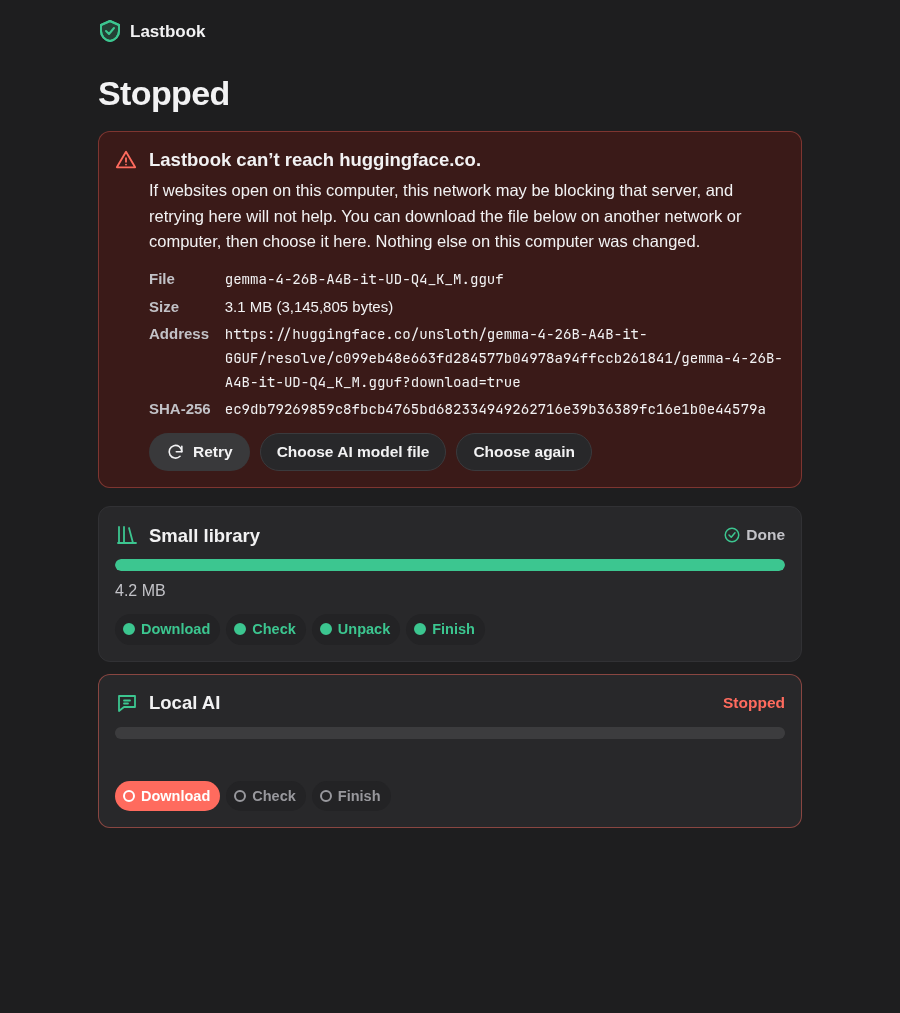 Lastbook
Stopped
Lastbook can’t reach huggingface.co.
If websites open on this computer, this network may be blocking that server, and
retrying here will not help. You can download the file below on another network or
computer, then choose it here. Nothing else on this computer was changed.
File gemma-4-26B-A4B-it-UD-Q4_K_M.gguf
Size 3.1 MB (3,145,805 bytes)
Address https://huggingface.co/unsloth/gemma-4-26B-A4B-it-
GGUF/resolve/c099eb48e663fd284577b04978a94ffccb261841/gemma-4-26B-
A4B-it-UD-Q4_K_M.gguf?download=true
SHA-256 ec9db79269859c8fbcb4765bd682334949262716e39b36389fc16e1b0e44579a
Retry Choose AI model file Choose again
Small library Done
4.2 MB
Download Check Unpack Finish
Local AI Stopped
Download Check Finish